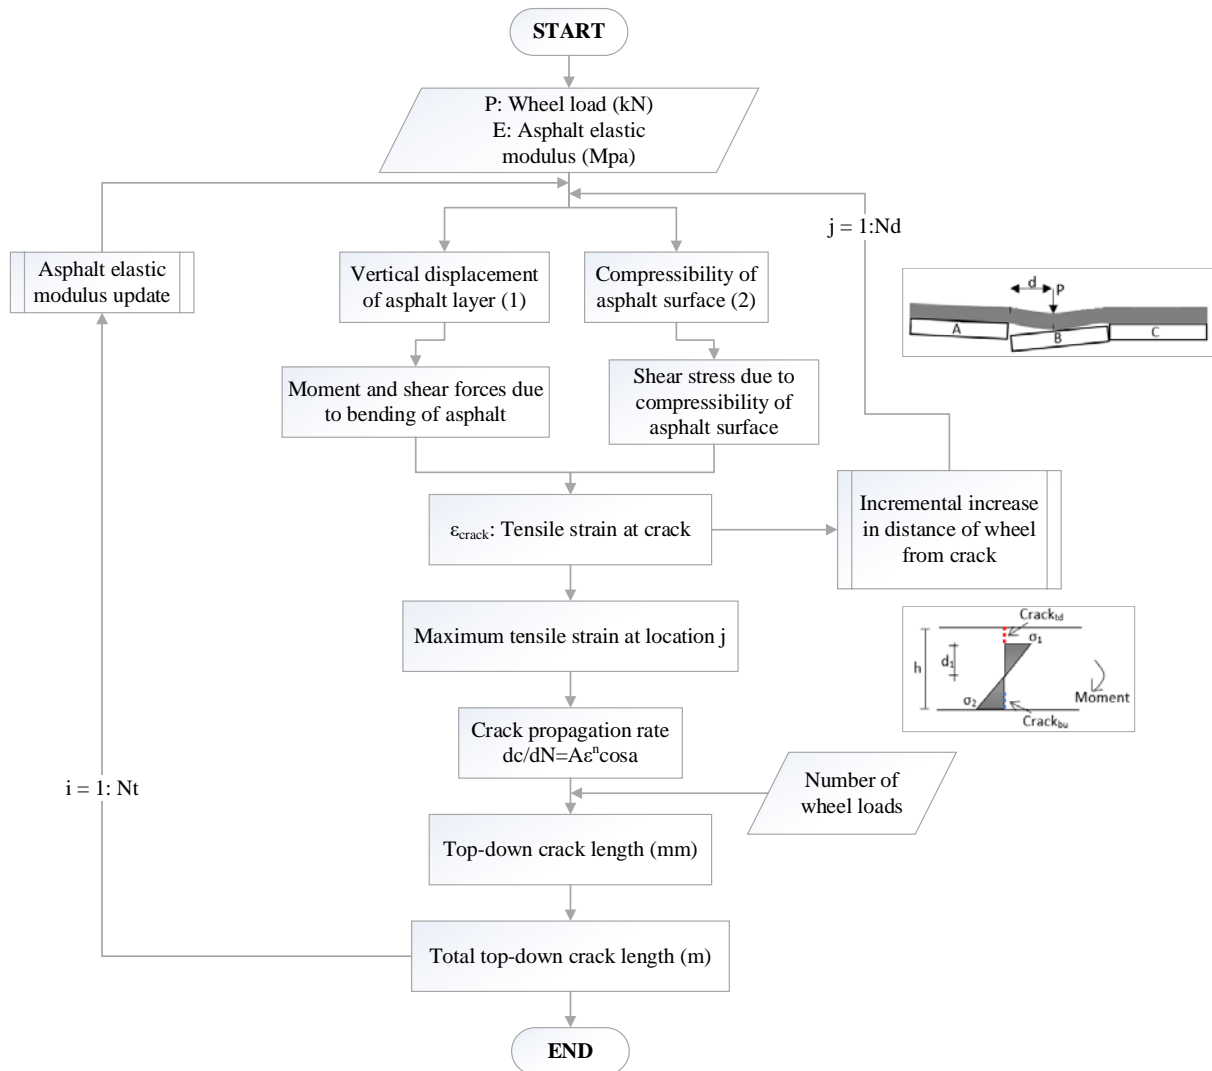 START
P: Wheel load (kN)
E: Asphalt elastic
modulus (Mpa)
j = 1:Nd
Asphalt elastic
modulus update
Vertical displacement
of asphalt layer (1)
Compressibility of
asphalt surface (2)
d
P
A
B
C
Moment and shear forces due
to bending of asphalt
Shear stress due to
compressibility of
asphalt surface
εcrack: Tensile strain at crack
Incremental increase
in distance of wheel
from crack
Maximum tensile strain at location j
Cracktd
σ1
h
d1
Moment
σ2
Crackbu
Crack propagation rate
dc/dN=Aεⁿcosa
i = 1: Nt
Number of
wheel loads
Top-down crack length (mm)
Total top-down crack length (m)
END